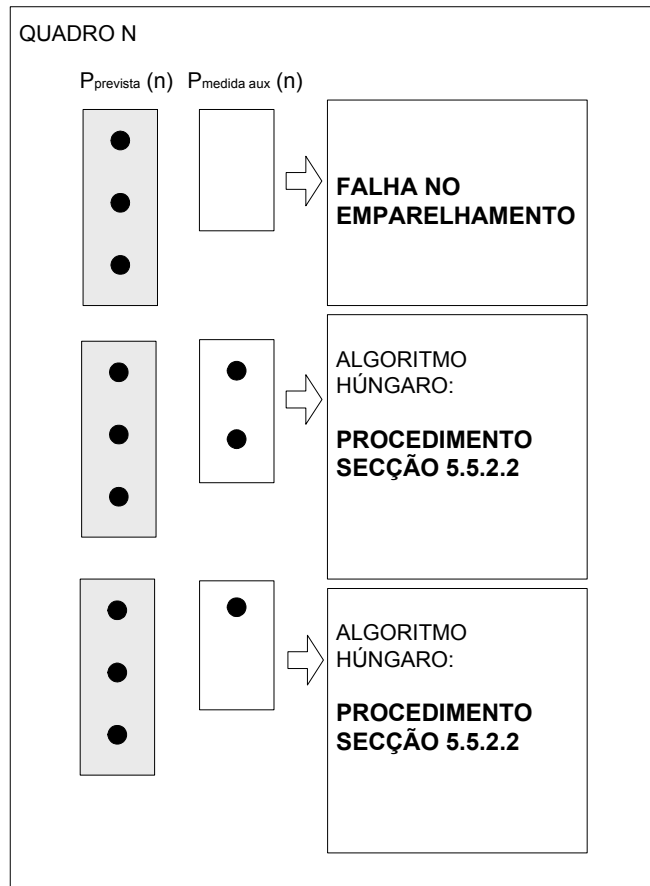 QUADRO N
Pprevista (n) Pmedida aux (n)
FALHA NO
EMPARELHAMENTO
ALGORITMO
HÚNGARO:
PROCEDIMENTO
SECÇÃO 5.5.2.2
ALGORITMO
HÚNGARO:
PROCEDIMENTO
SECÇÃO 5.5.2.2